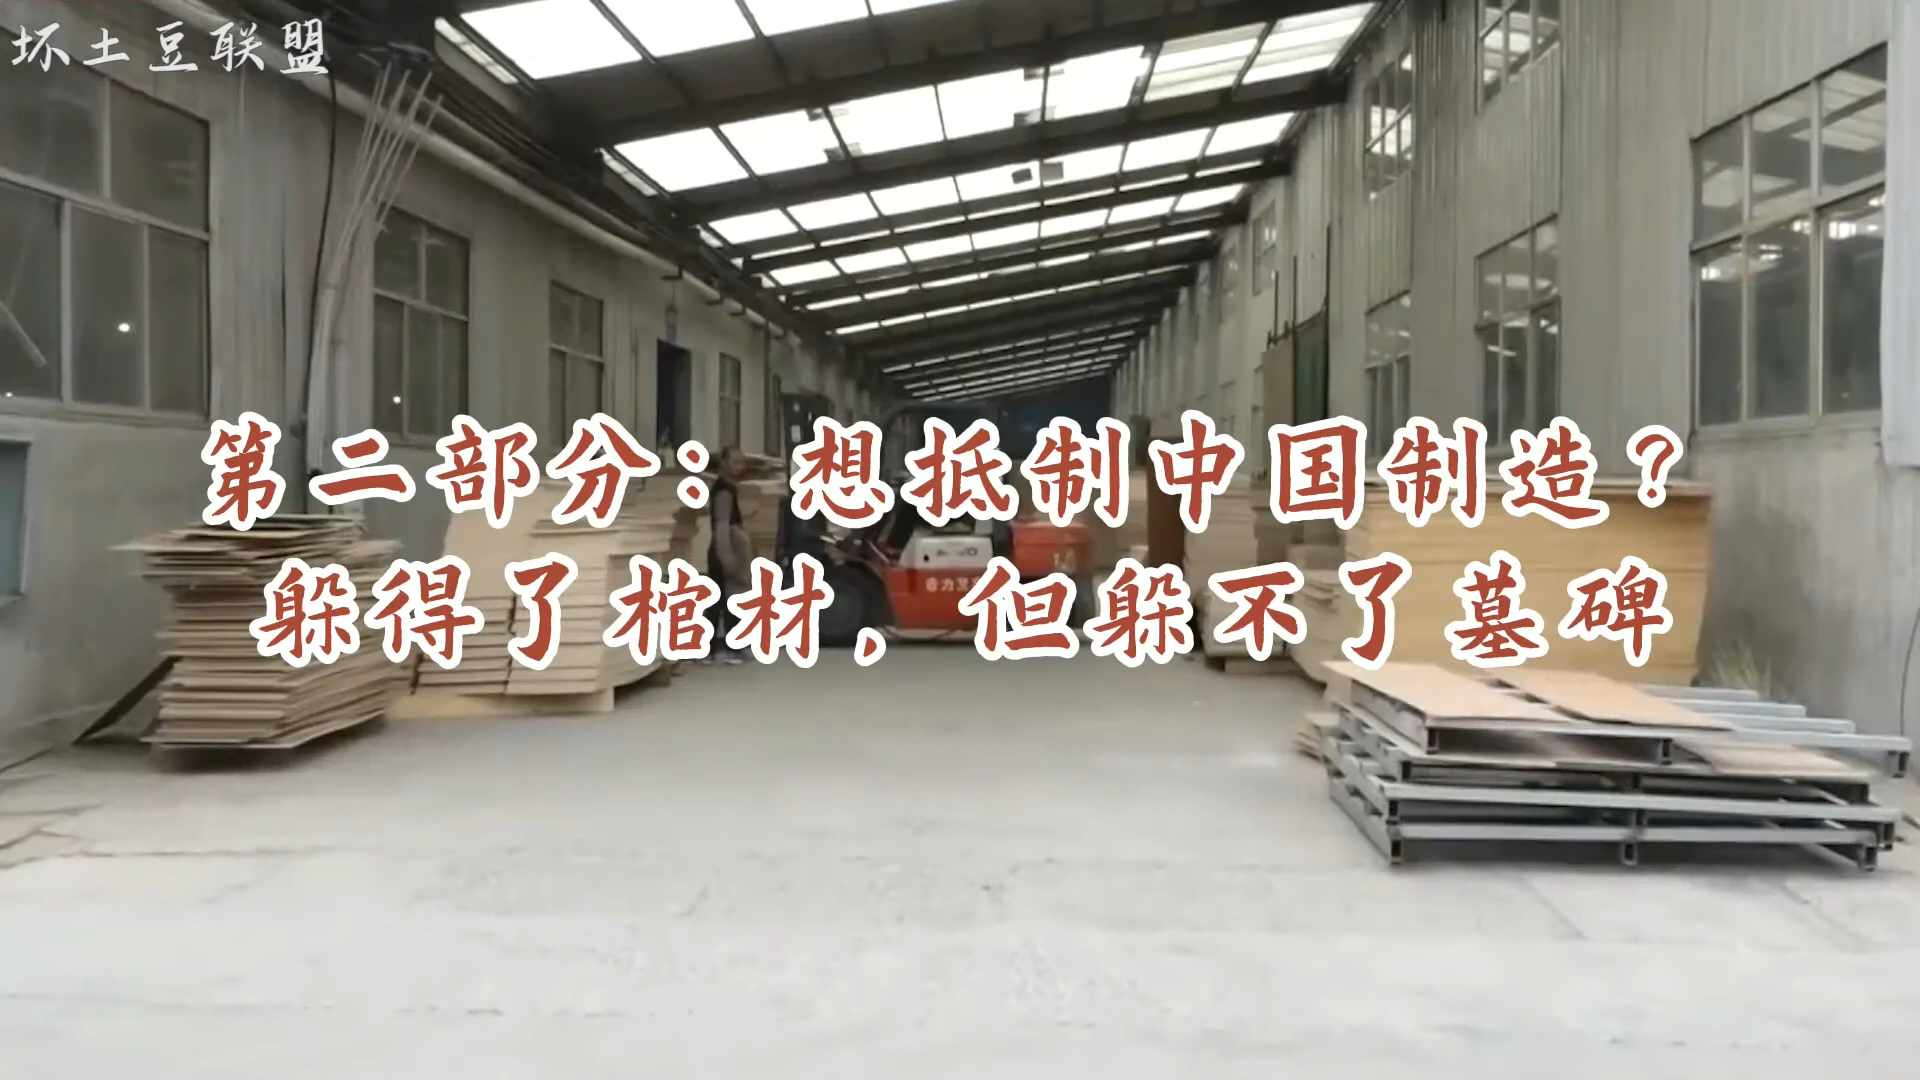 坏土豆联盟
第二部分：想抵制中国制造？
躲得了棺材，但躲不了墓碑